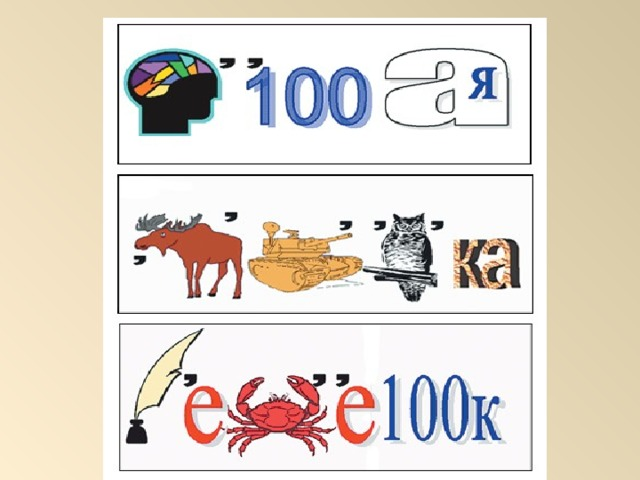 ,, 100 а я
, , , , , ка
, е , ,, е 100к